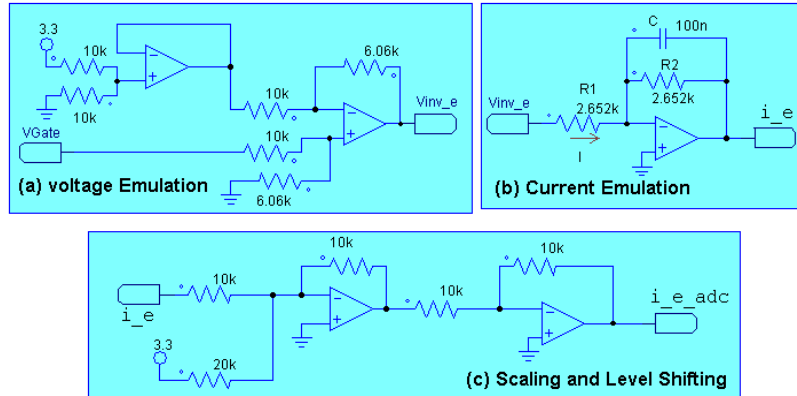 3.3
10k
10k
VGate
10k
10k
6.06k
6.06k
Vinv_e
(a) voltage Emulation
C
100n
R1
2.652k
R2
2.652k
Vinv_e
I
i_e
(b) Current Emulation
i_e
10k
3.3
20k
10k
10k
10k
i_e_adc
(c) Scaling and Level Shifting